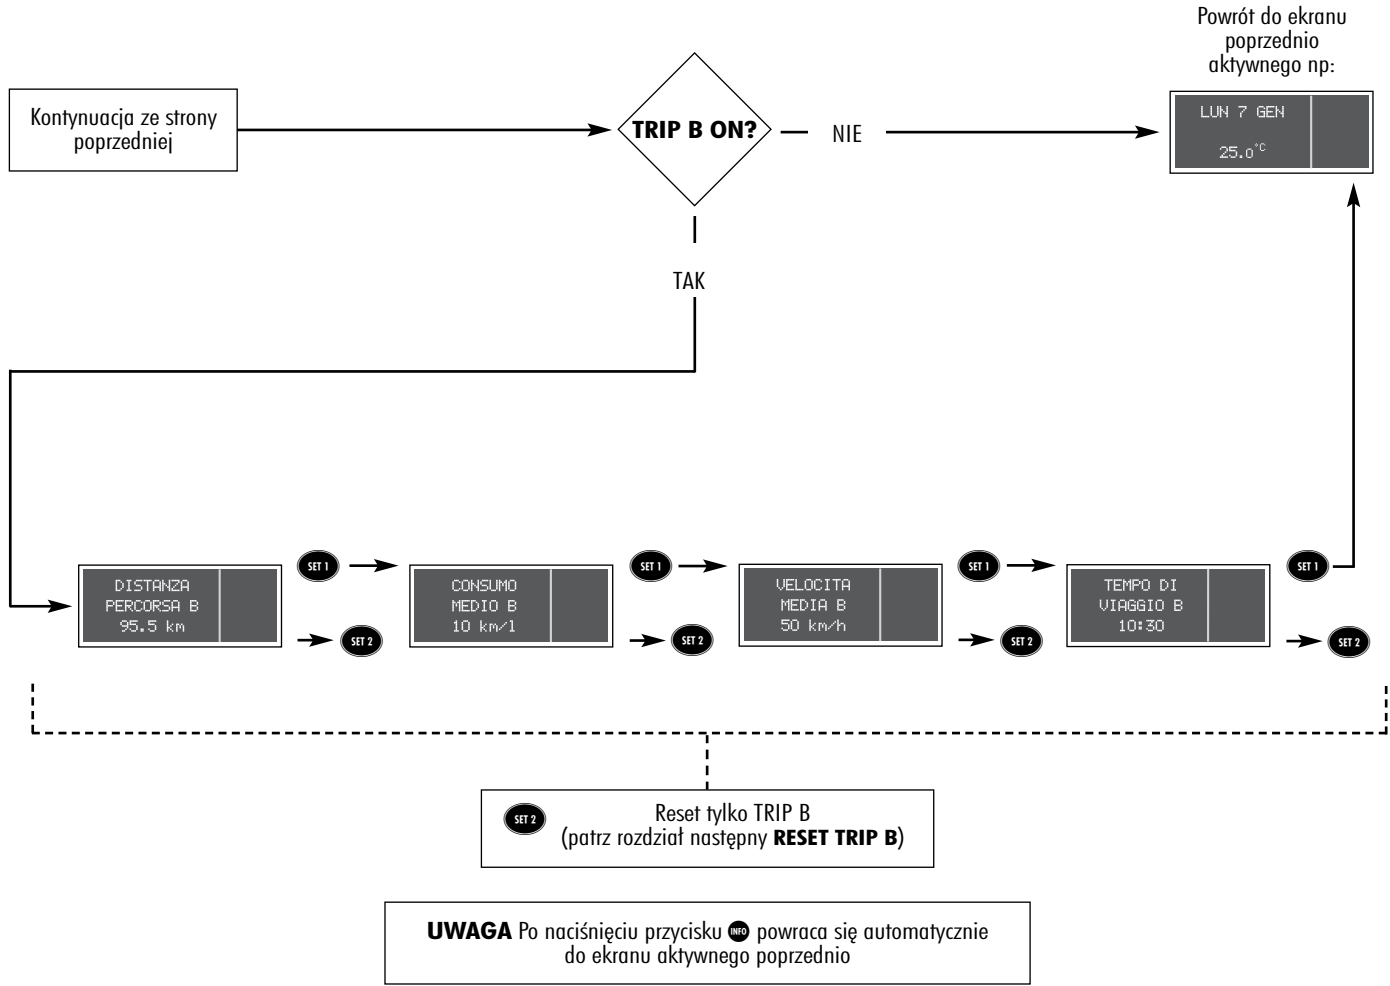 Powrót do ekranu
poprzednio
aktywnego np:
LUN 7 GEN
25.0°C
Kontynuacja ze strony
poprzedniej
TRIP B ON?
NIE
TAK
DISTANZA
PERCORSA B
95.5 km
SET 1
SET 2
CONSUMO
MEDIO B
10 km/l
SET 1
SET 2
VELOCITA
MEDIA B
50 km/h
SET 1
SET 2
TEMPO DI
VIAGGIO B
10:30
SET 1
SET 2
SET 2
Reset tylko TRIP B
(patrz rozdział następny RESET TRIP B)
UWAGA Po naciśnięciu przycisku INFO powraca się automatycznie
do ekranu aktywnego poprzednio